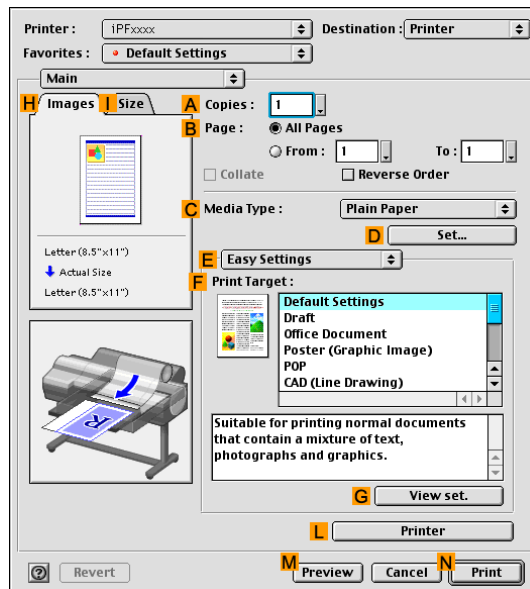 Printer : iPFxxxx Destination : Printer
Favorites : Default Settings
Main
H Images I Size
A Copies : 1
B Page : All Pages
From : 1 To : 1
Collate Reverse Order
C Media Type : Plain Paper
D Set...
Letter (8.5"x11")
Actual Size
Letter (8.5"x11")
E Easy Settings
F Print Target :
Default Settings
Draft
Office Document
Poster (Graphic Image)
POP
CAD (Line Drawing)
R
Suitable for printing normal documents
that contain a mixture of text,
photographs and graphics.
G View set.
L Printer
? Revert M Preview Cancel N Print